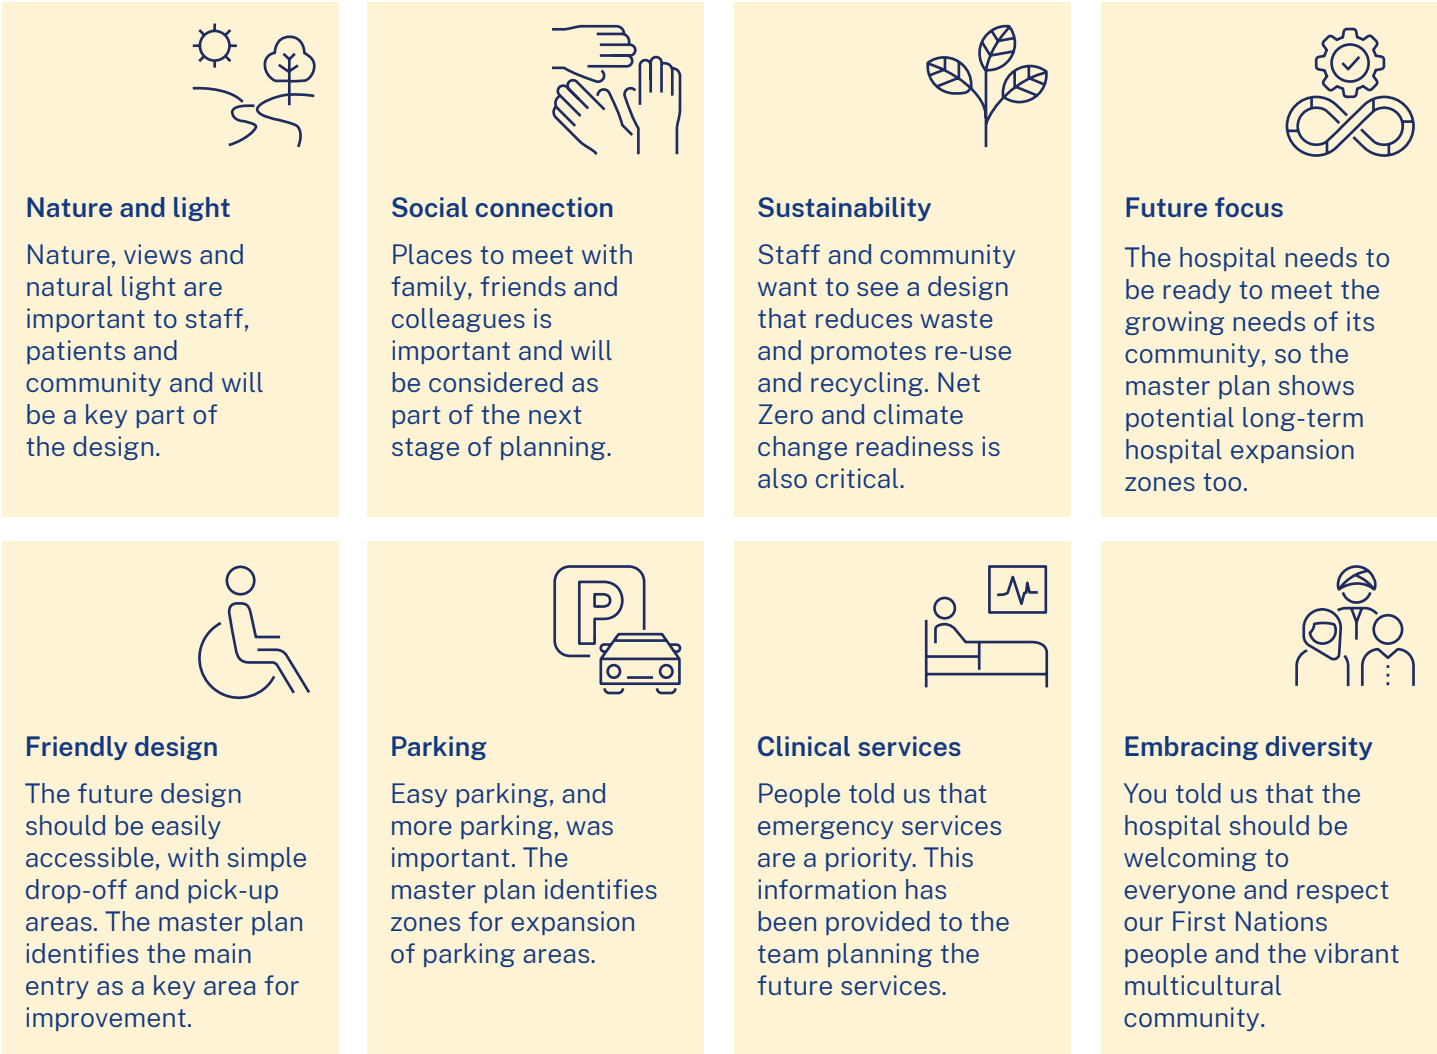 Nature and light
Nature, views and
natural light are
important to staff,
patients and
community and will
be a key part of
the design.
Social connection
Places to meet with
family, friends and
colleagues is
important and will
be considered as
part of the next
stage of planning.
Sustainability
Staff and community
want to see a design
that reduces waste
and promotes re-use
and recycling. Net
Zero and climate
change readiness is
also critical.
Future focus
The hospital needs to
be ready to meet the
growing needs of its
community, so the
master plan shows
potential long-term
hospital expansion
zones too.
Friendly design
The future design
should be easily
accessible, with simple
drop-off and pick-up
areas. The master plan
identifies the main
entry as a key area for
improvement.
P
Parking
Easy parking, and
more parking, was
important. The
master plan identifies
zones for expansion
of parking areas.
Clinical services
People told us that
emergency services
are a priority. This
information has
been provided to the
team planning the
future services.
Embracing diversity
You told us that the
hospital should be
welcoming to
everyone and respect
our First Nations
people and the vibrant
multicultural
community.